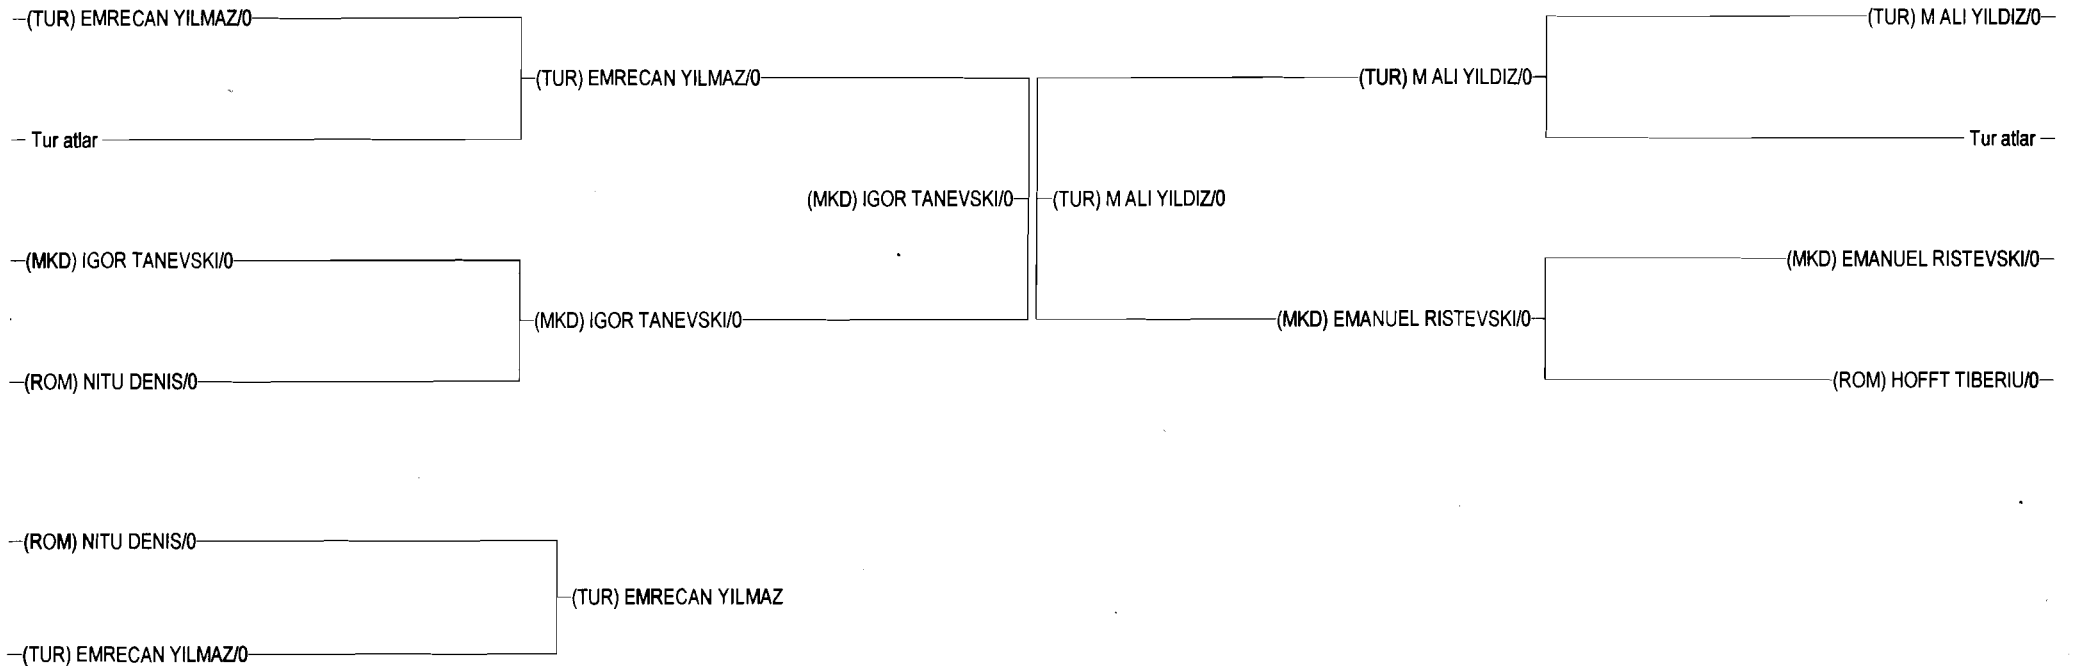 (TUR) EMRECAN YILMAZ/0
(TUR) M ALI YILDIZ/0
(TUR) EMRECAN YILMAZ/0
(TUR) M ALI YILDIZ/0
Tur atlar
Tur atlar
(MKD) IGOR TANEVSKI/0
(TUR) M ALI YILDIZ/0
(MKD) IGOR TANEVSKI/0
(MKD) EMANUEL RISTEVSKI/0
(MKD) IGOR TANEVSKI/0
(MKD) EMANUEL RISTEVSKI/0
(ROM) NITU DENIS/0
(ROM) HOFFT TIBERIU/0
(ROM) NITU DENIS/0
(TUR) EMRECAN YILMAZ
(TUR) EMRECAN YILMAZ/0